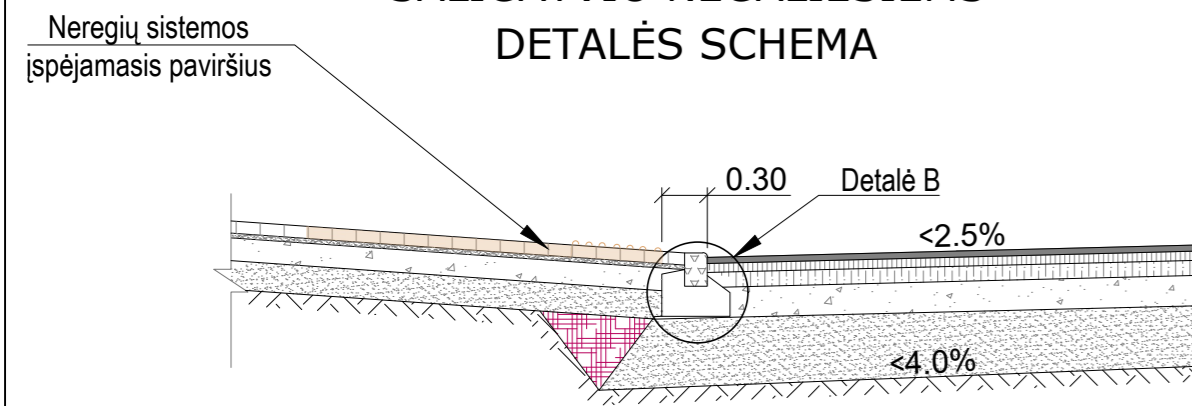 DETALĖS SCHEMA
Neregių sistemos
įspėjamasis paviršius
0.30
Detalė B
<2.5%
<4.0%